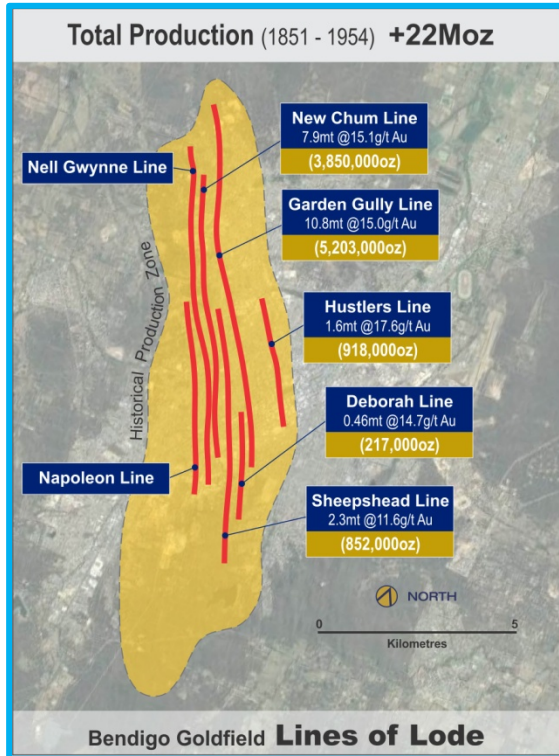 Total Production (1851 - 1954) +22Moz
New Chum Line
7.9mt @15.1g/t Au
(3,850,000oz)
Nell Gwynne Line
Garden Gully Line
10.8mt @15.0g/t Au
(5,203,000oz)
Historical Production Zone
Hustlers Line
1.6mt @17.6g/t Au
(918,000oz)
Deborah Line
0.46mt @14.7g/t Au
(217,000oz)
Napoleon Line
Sheepshead Line
2.3mt @11.6g/t Au
(852,000oz)
NORTH
0 5
Kilometres
Bendigo Goldfield Lines of Lode